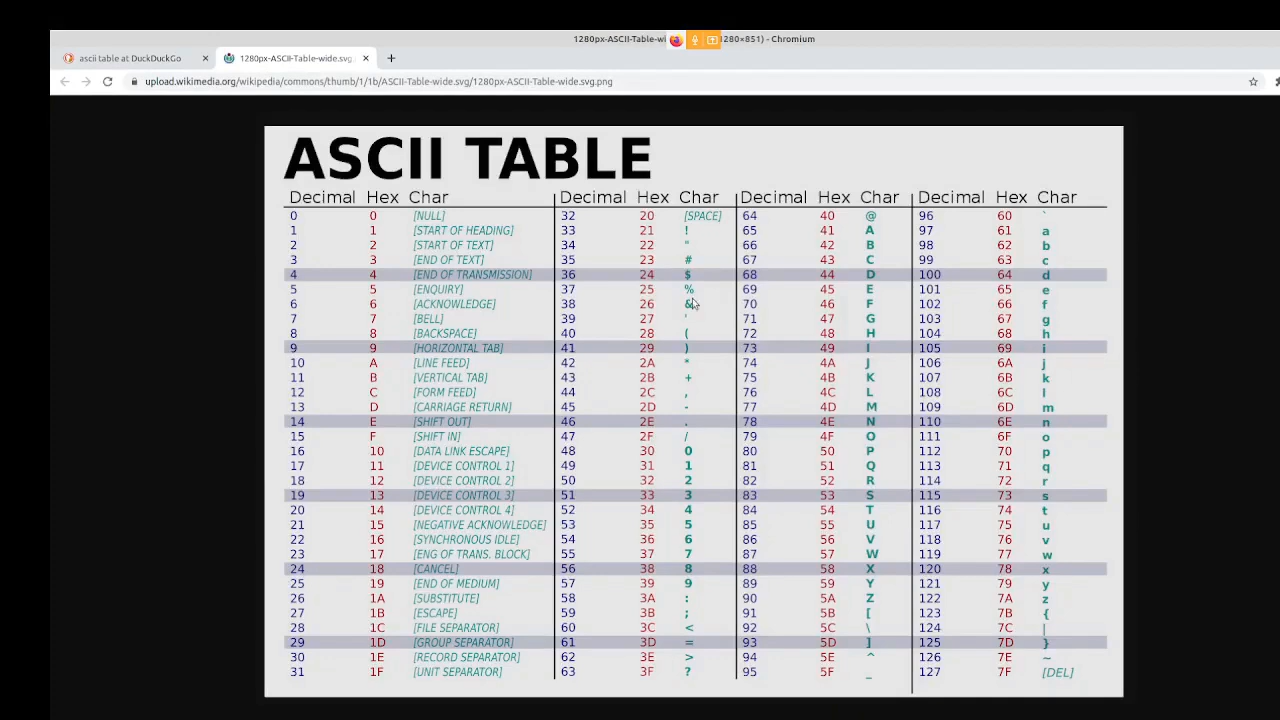 1280px-ASCII-Table-wi 1280×851) - Chromium
ascii table at DuckDuckGo 1280px-ASCII-Table-wide.svg
upload.wikimedia.org/wikipedia/commons/thumb/1/1b/ASCII-Table-wide.svg/1280px-ASCII-Table-wide.svg.png
ASCII TABLE
Decimal Hex Char Decimal Hex Char Decimal Hex Char Decimal Hex Char
0 0 [NULL] 32 20 [SPACE] 64 40 @ 96 60 `
1 1 [START OF HEADING] 33 21 ! 65 41 A 97 61 a
2 2 [START OF TEXT] 34 22 " 66 42 B 98 62 b
3 3 [END OF TEXT] 35 23 # 67 43 C 99 63 c
4 4 [END OF TRANSMISSION] 36 24 $ 68 44 D 100 64 d
5 5 [ENQUIRY] 37 25 % 69 45 E 101 65 e
6 6 [ACKNOWLEDGE] 38 26 & 70 46 F 102 66 f
7 7 [BELL] 39 27 ' 71 47 G 103 67 g
8 8 [BACKSPACE] 40 28 ( 72 48 H 104 68 h
9 9 [HORIZONTAL TAB] 41 29 ) 73 49 I 105 69 i
10 A [LINE FEED] 42 2A * 74 4A J 106 6A j
11 B [VERTICAL TAB] 43 2B + 75 4B K 107 6B k
12 C [FORM FEED] 44 2C , 76 4C L 108 6C l
13 D [CARRIAGE RETURN] 45 2D - 77 4D M 109 6D m
14 E [SHIFT OUT] 46 2E . 78 4E N 110 6E n
15 F [SHIFT IN] 47 2F / 79 4F O 111 6F o
16 10 [DATA LINK ESCAPE] 48 30 0 80 50 P 112 70 p
17 11 [DEVICE CONTROL 1] 49 31 1 81 51 Q 113 71 q
18 12 [DEVICE CONTROL 2] 50 32 2 82 52 R 114 72 r
19 13 [DEVICE CONTROL 3] 51 33 3 83 53 S 115 73 s
20 14 [DEVICE CONTROL 4] 52 34 4 84 54 T 116 74 t
21 15 [NEGATIVE ACKNOWLEDGE] 53 35 5 85 55 U 117 75 u
22 16 [SYNCHRONOUS IDLE] 54 36 6 86 56 V 118 76 v
23 17 [ENG OF TRANS. BLOCK] 55 37 7 87 57 W 119 77 w
24 18 [CANCEL] 56 38 8 88 58 X 120 78 x
25 19 [END OF MEDIUM] 57 39 9 89 59 Y 121 79 y
26 1A [SUBSTITUTE] 58 3A : 90 5A Z 122 7A z
27 1B [ESCAPE] 59 3B ; 91 5B [ 123 7B {
28 1C [FILE SEPARATOR] 60 3C < 92 5C \ 124 7C |
29 1D [GROUP SEPARATOR] 61 3D = 93 5D ] 125 7D }
30 1E [RECORD SEPARATOR] 62 3E > 94 5E ^ 126 7E ~
31 1F [UNIT SEPARATOR] 63 3F ? 95 5F _ 127 7F [DEL]